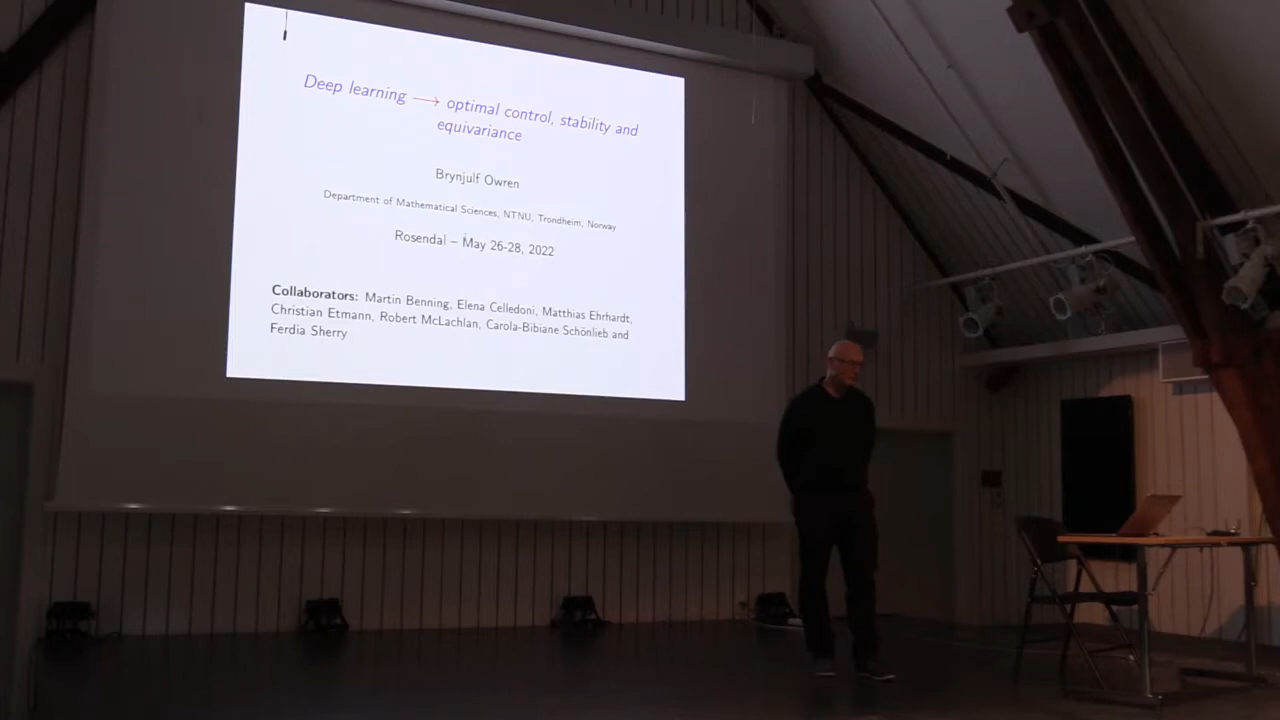 Deep learning ⟶ optimal control, stability and
equivariance
Brynjulf Owren
Department of Mathematical Sciences, NTNU, Trondheim, Norway
Rosendal – May 26-28, 2022
Collaborators: Martin Benning, Elena Celledoni, Matthias Ehrhardt,
Christian Etmann, Robert McLachlan, Carola-Bibiane Schönlieb and
Ferdia Sherry